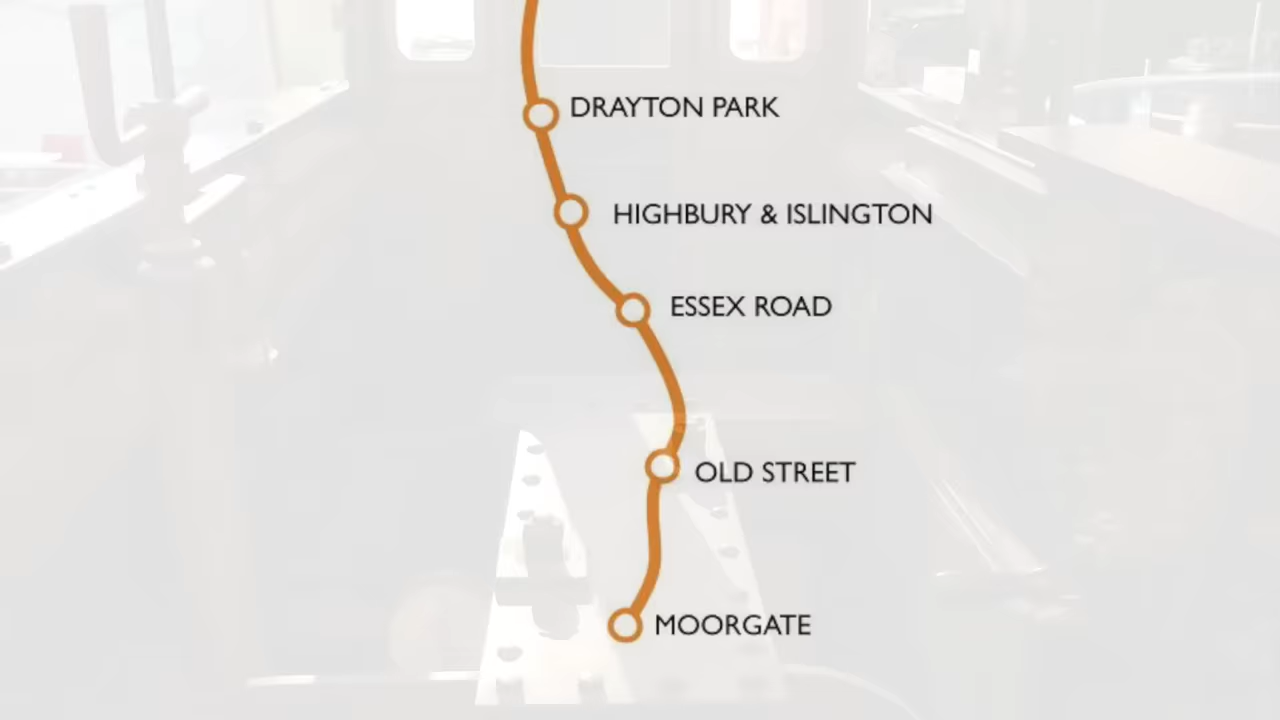 DRAYTON PARK
HIGHBURY & ISLINGTON
ESSEX ROAD
OLD STREET
MOORGATE